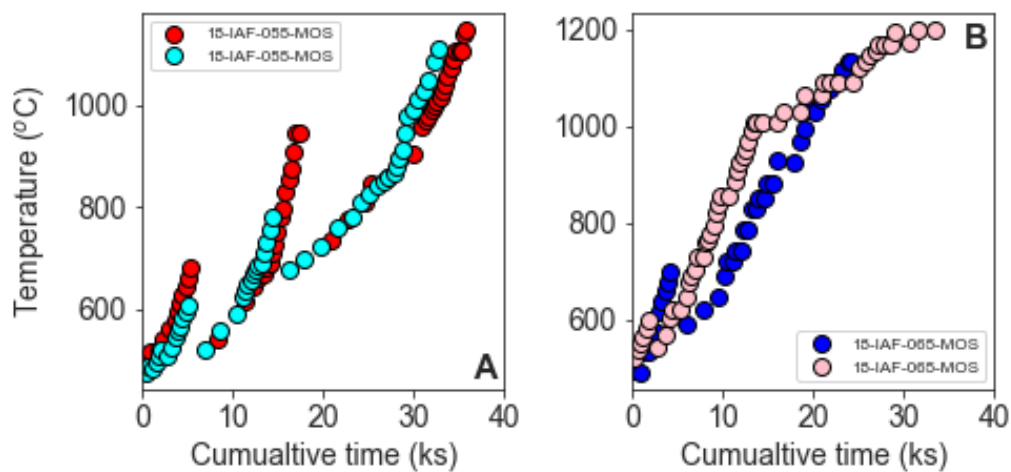 15-IAF-055-MOS
15-IAF-055-MOS
A
Temperature (ºC)
1000
800
600
0 10 20 30 40
Cumualtive time (ks)
B
1200
1000
800
600
15-IAF-065-MOS
15-IAF-065-MOS
0 10 20 30 40
Cumualtive time (ks)